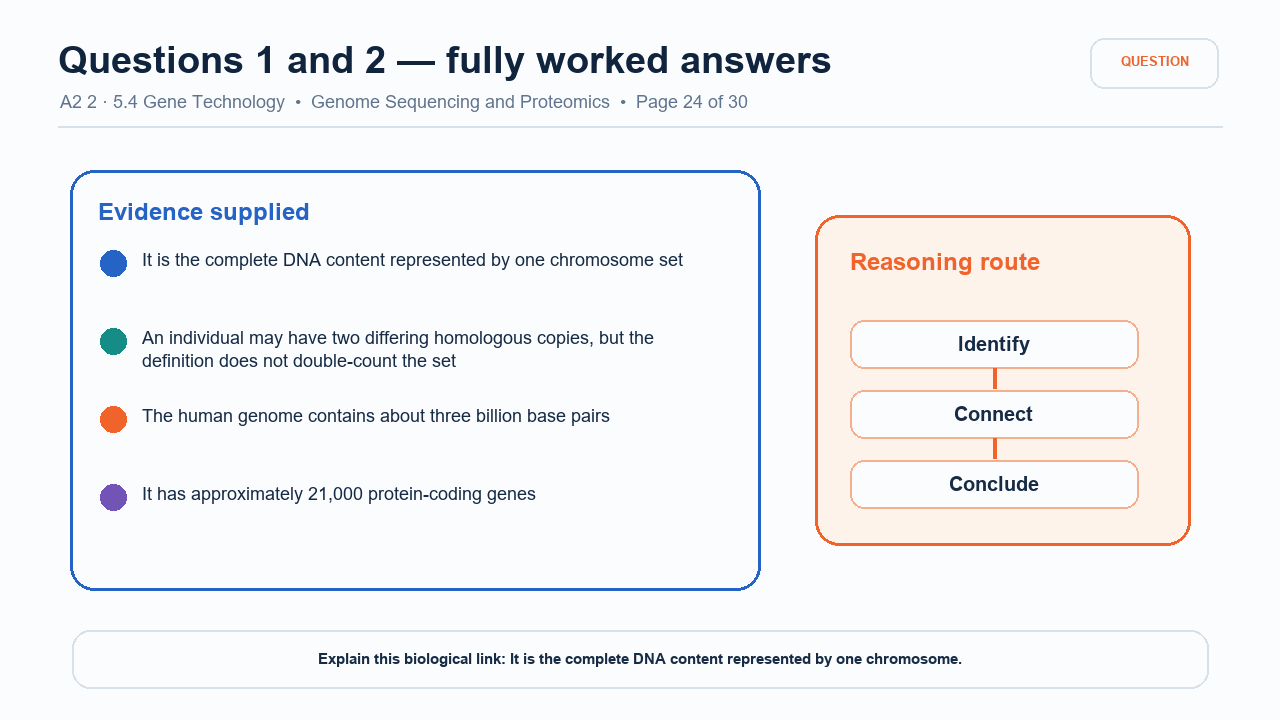 Questions 1 and 2 — fully worked answers
QUESTION
A2 2 · 5.4 Gene Technology • Genome Sequencing and Proteomics • Page 24 of 30
Evidence supplied
It is the complete DNA content represented by one chromosome set
An individual may have two differing homologous copies, but the
definition does not double-count the set
The human genome contains about three billion base pairs
It has approximately 21,000 protein-coding genes
Reasoning route
Identify
Connect
Conclude
Explain this biological link: It is the complete DNA content represented by one chromosome.